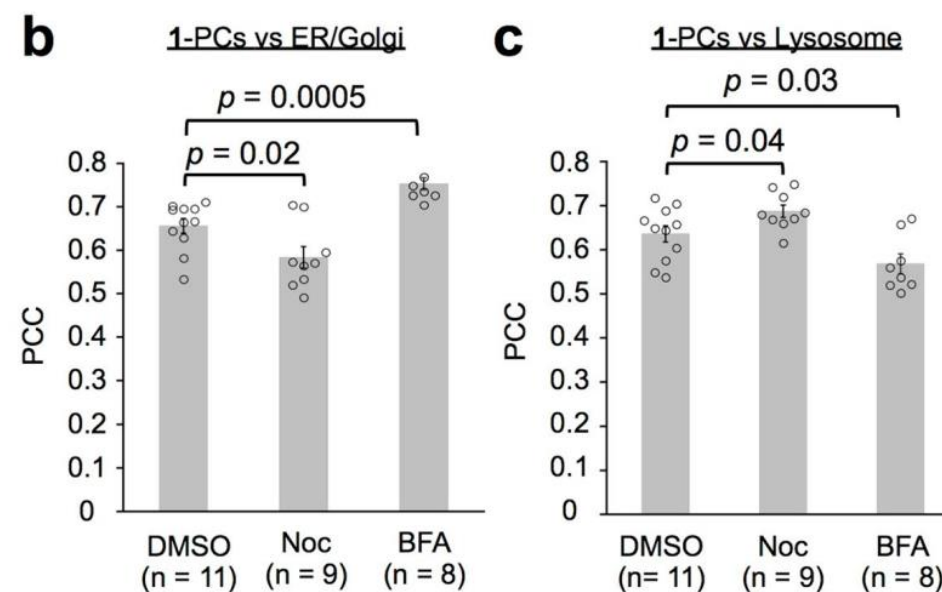 b
1-PCs vs ER/Golgi
p = 0.0005
p = 0.02
0.8
0.7
0.6
0.5
0.4
0.3
0.2
0.1
0
PCC
DMSO
(n = 11)
Noc
(n = 9)
BFA
(n = 8)
c
1-PCs vs Lysosome
p = 0.03
p = 0.04
0.8
0.7
0.6
0.5
0.4
0.3
0.2
0.1
0
PCC
DMSO
(n= 11)
Noc
(n = 9)
BFA
(n = 8)